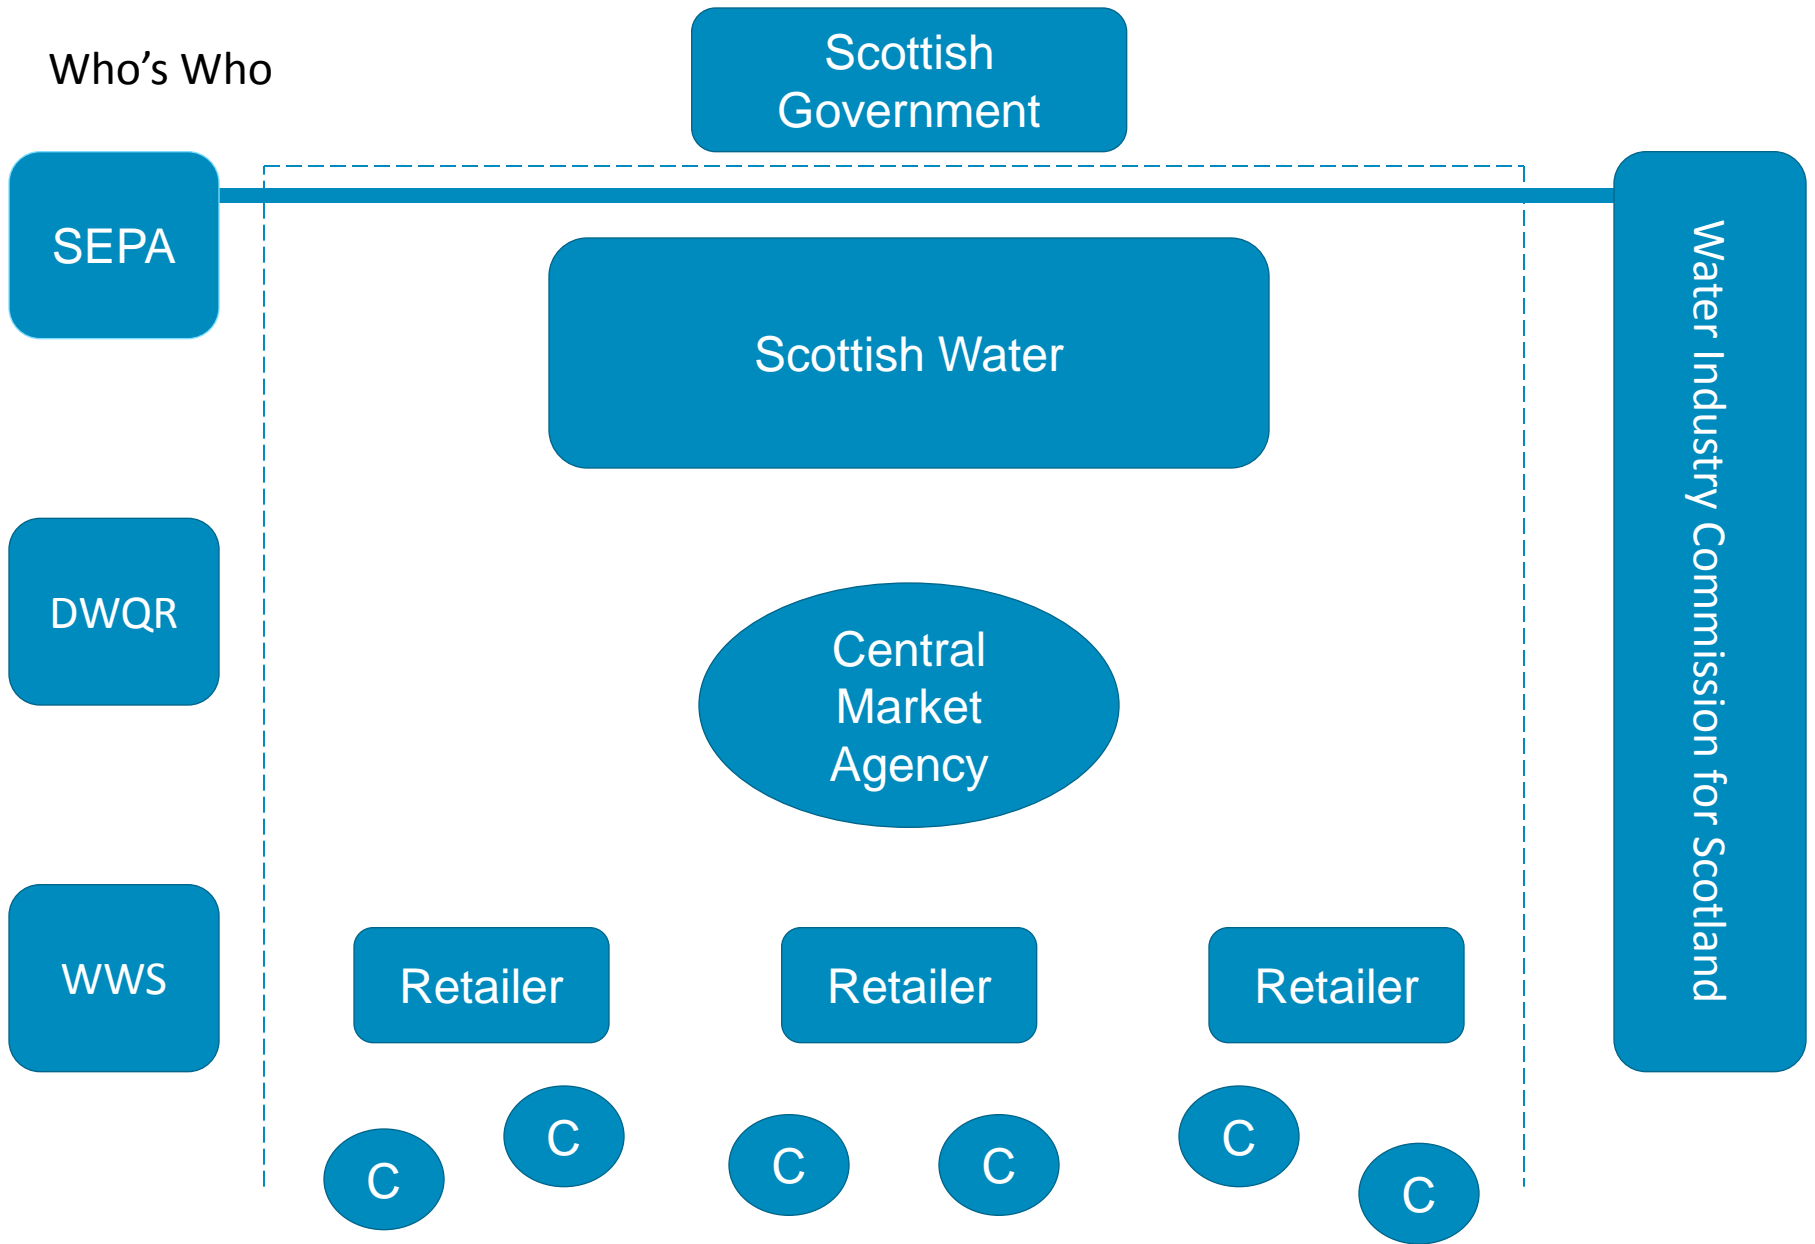 Who’s Who
Scottish
Government
SEPA
Scottish Water
Water Industry Commission for Scotland
DWQR
Central
Market
Agency
WWS
Retailer
Retailer
Retailer
C
C
C
C
C
C